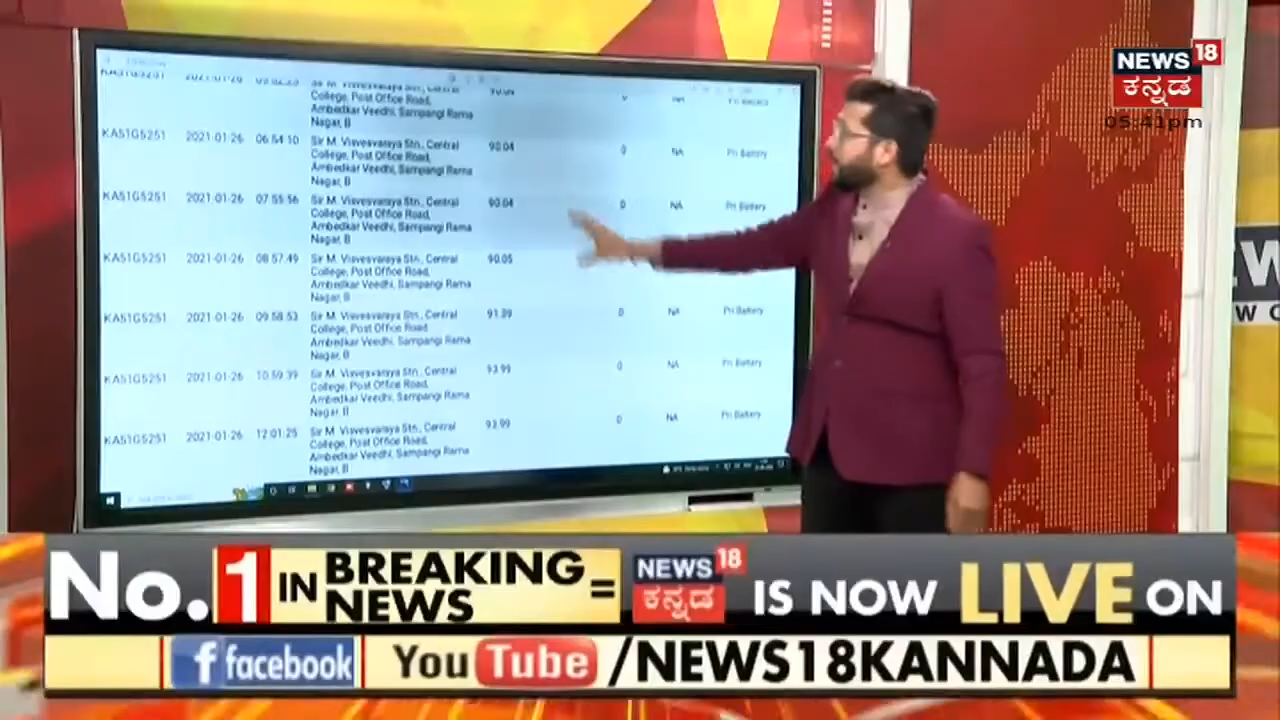 NEWS 18
ಕನ್ನಡ
05:41pm
College, Post Office Road,
Ambedkar Veedhi, Sampangi Rama
Nagar, B
KA51G5251 2021-01-26 06:54:10 Sir M. Visvesvaraya Stn., Central 90.04 0 NA Pri Battery
College, Post Office Road,
Ambedkar Veedhi, Sampangi Rama
Nagar, B
KA51G5251 2021-01-26 07:55:56 Sir M. Visvesvaraya Stn., Central 90.04 0 NA Pri Battery
College, Post Office Road,
Ambedkar Veedhi, Sampangi Rama
Nagar, B
KA51G5251 2021-01-26 08:57:49 Sir M. Visvesvaraya Stn., Central 90.05
College, Post Office Road,
Ambedkar Veedhi, Sampangi Rama
Nagar, B
KA51G5251 2021-01-26 09:58:53 Sir M. Visvesvaraya Stn., Central 0 NA Pri Battery
College, Post Office Road,
Ambedkar Veedhi, Sampangi Rama
Nagar, B
KA51G5251 2021-01-26 10:59:39 Sir M. Visvesvaraya Stn., Central 93.99 0 NA Pri Battery
College, Post Office Road,
Ambedkar Veedhi, Sampangi Rama
Nagar, B
KA51G5251 2021-01-26 12:01:25 Sir M. Visvesvaraya Stn., Central 93.99 0 NA Pri Battery
College, Post Office Road,
Ambedkar Veedhi, Sampangi Rama
Nagar, B
No. 1 IN BREAKING NEWS = NEWS 18 ಕನ್ನಡ IS NOW LIVE ON
facebook YouTube /NEWS18KANNADA